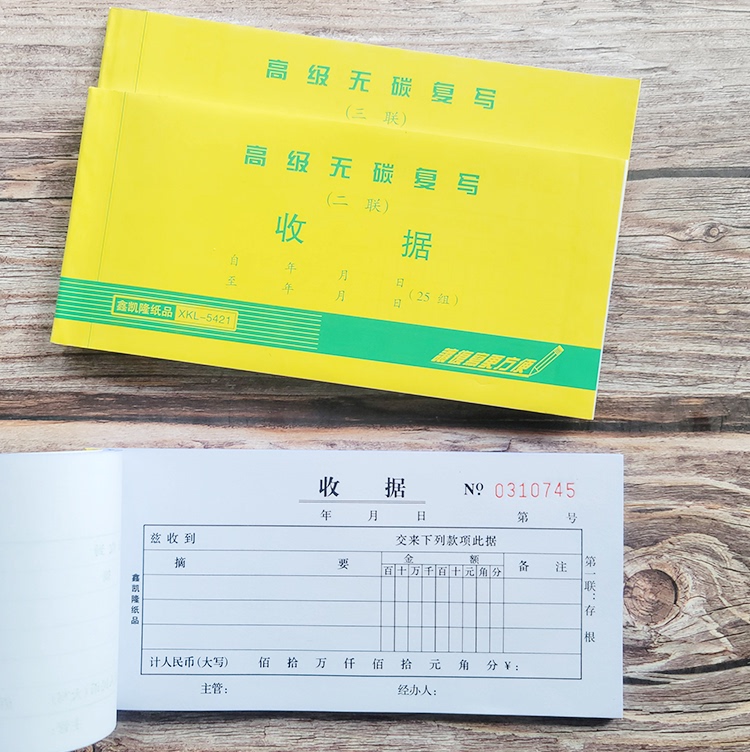 高级无碳复写
(三 联)
高级无碳复写
(二 联)
收 据
自 年 月 日
至 年 月 日 (25 组)
鑫凯隆纸品 XKL-5421
收 据
Nº 0310745
年 月 日 第 号
兹收到 交来下列款项此据
摘 要 金 额 备 注
百十万千百十元角分
计人民币(大写) 佰 拾 万 仟 佰 拾 元 角 分 ¥:
主管: 经办人:
鑫凯隆纸品
第一联:存根